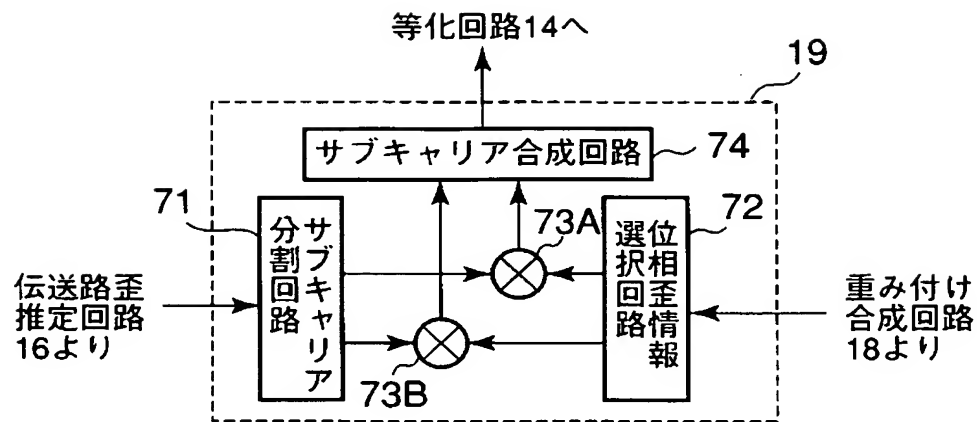 等化回路14へ
19
サブキャリア合成回路
74
71
サブキャリア
分割回路
73A
72
位相歪情報
選択回路
伝送路歪
推定回路
16より
73B
重み付け
合成回路
18より